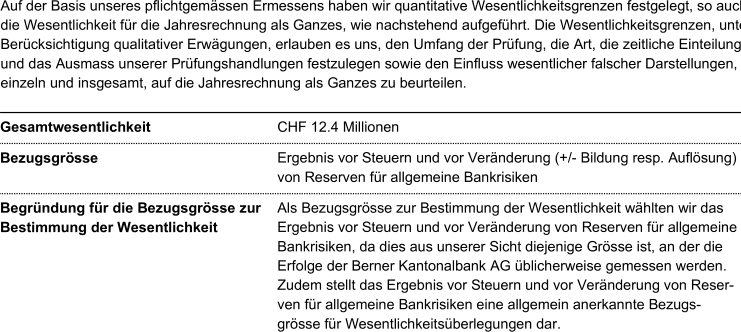 Auf der Basis unseres pflichtgemässen Ermessens haben wir quantitative Wesentlichkeitsgrenzen festgelegt, so auch
die Wesentlichkeit für die Jahresrechnung als Ganzes, wie nachstehend aufgeführt. Die Wesentlichkeitsgrenzen, unte
Berücksichtigung qualitativer Erwägungen, erlauben es uns, den Umfang der Prüfung, die Art, die zeitliche Einteilung
und das Ausmass unserer Prüfungshandlungen festzulegen sowie den Einfluss wesentlicher falscher Darstellungen,
einzeln und insgesamt, auf die Jahresrechnung als Ganzes zu beurteilen.
Gesamtwesentlichkeit CHF 12.4 Millionen
Bezugsgrösse Ergebnis vor Steuern und vor Veränderung (+/- Bildung resp. Auflösung)
von Reserven für allgemeine Bankrisiken
Begründung für die Bezugsgrösse zur
Bestimmung der Wesentlichkeit
Als Bezugsgrösse zur Bestimmung der Wesentlichkeit wählten wir das
Ergebnis vor Steuern und vor Veränderung von Reserven für allgemeine
Bankrisiken, da dies aus unserer Sicht diejenige Grösse ist, an der die
Erfolge der Berner Kantonalbank AG üblicherweise gemessen werden.
Zudem stellt das Ergebnis vor Steuern und vor Veränderung von Reser-
ven für allgemeine Bankrisiken eine allgemein anerkannte Bezugs-
grösse für Wesentlichkeitsüberlegungen dar.